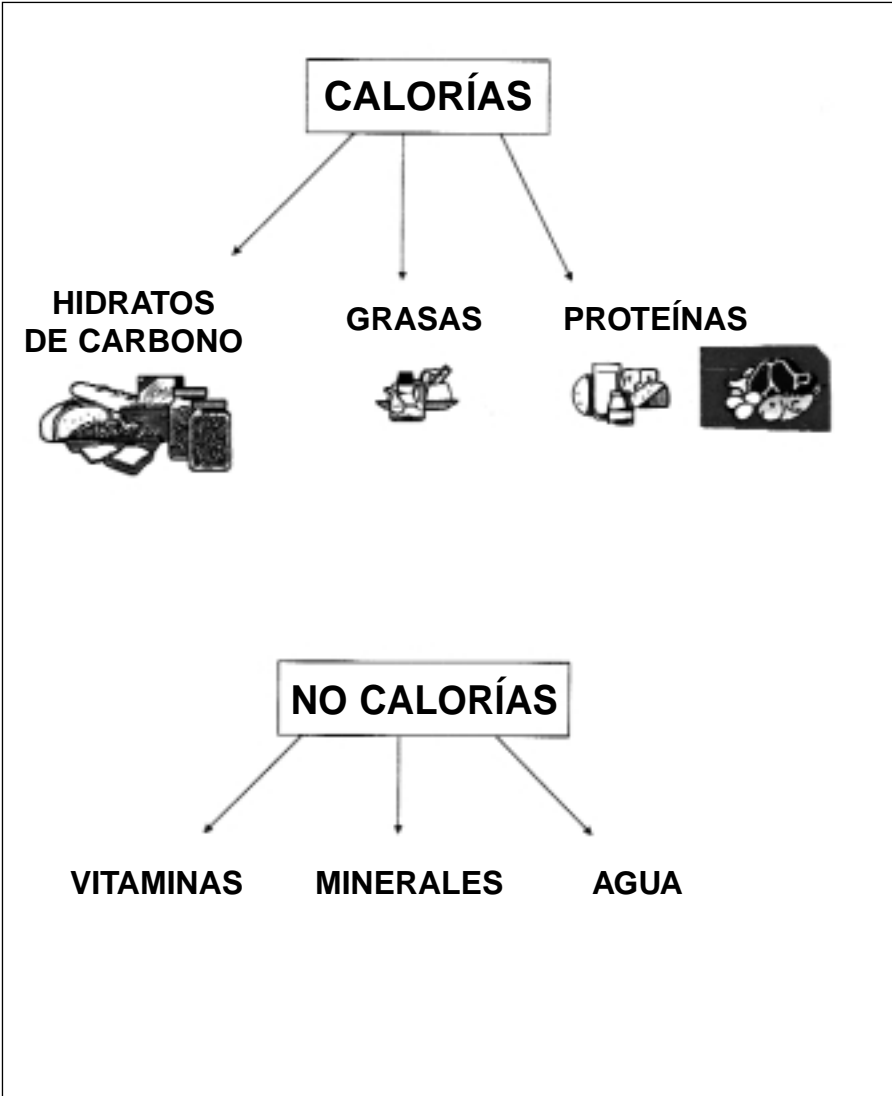 CALORÍAS
HIDRATOS
DE CARBONO
GRASAS
PROTEÍNAS
NO CALORÍAS
VITAMINAS
MINERALES
AGUA